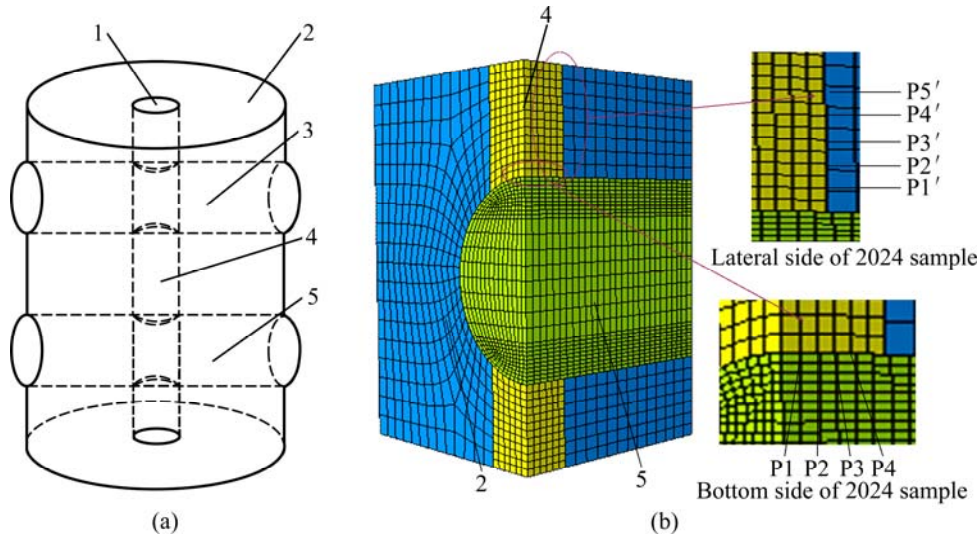 1
2
3
4
5
(a)
4
2
5
(b)
P5′
P4′
P3′
P2′
P1′
Lateral side of 2024 sample
P1 P2 P3 P4
Bottom side of 2024 sample